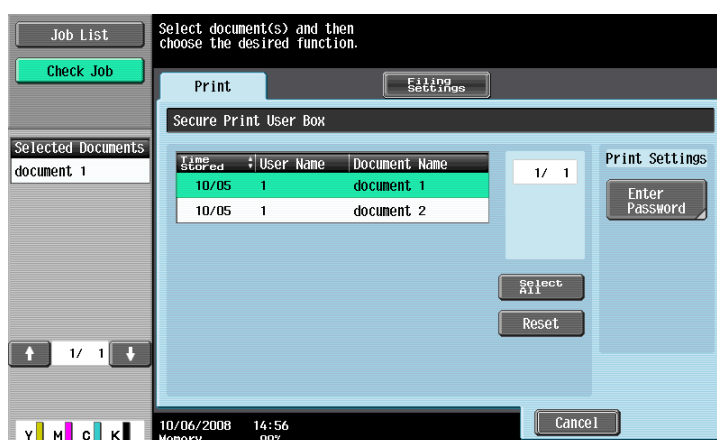 Job List
Check Job
Selected Documents
document 1
1/ 1
Y M C K
Select document(s) and then
choose the desired function.
Print
Filing
Settings
Secure Print User Box
Time
Stored User Name Document Name
10/05 1 document 1
10/05 1 document 2
1/ 1
Select
All
Reset
Print Settings
Enter
Password
10/06/2008 14:56
Memory 99%
Cancel